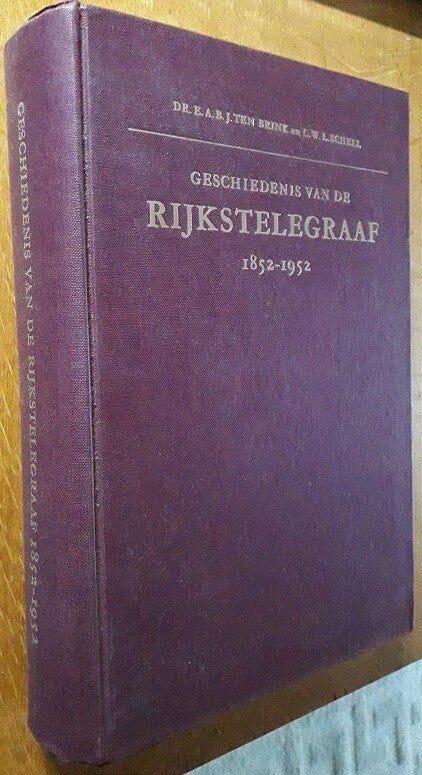 DR. E. A. B. J. TEN BRINK en C. W. L. SCHELL
GESCHIEDENIS VAN DE
RIJKSTELEGRAAF
1852-1952
GESCHIEDENIS VAN DE RIJKSTELEGRAAF 1852-1952